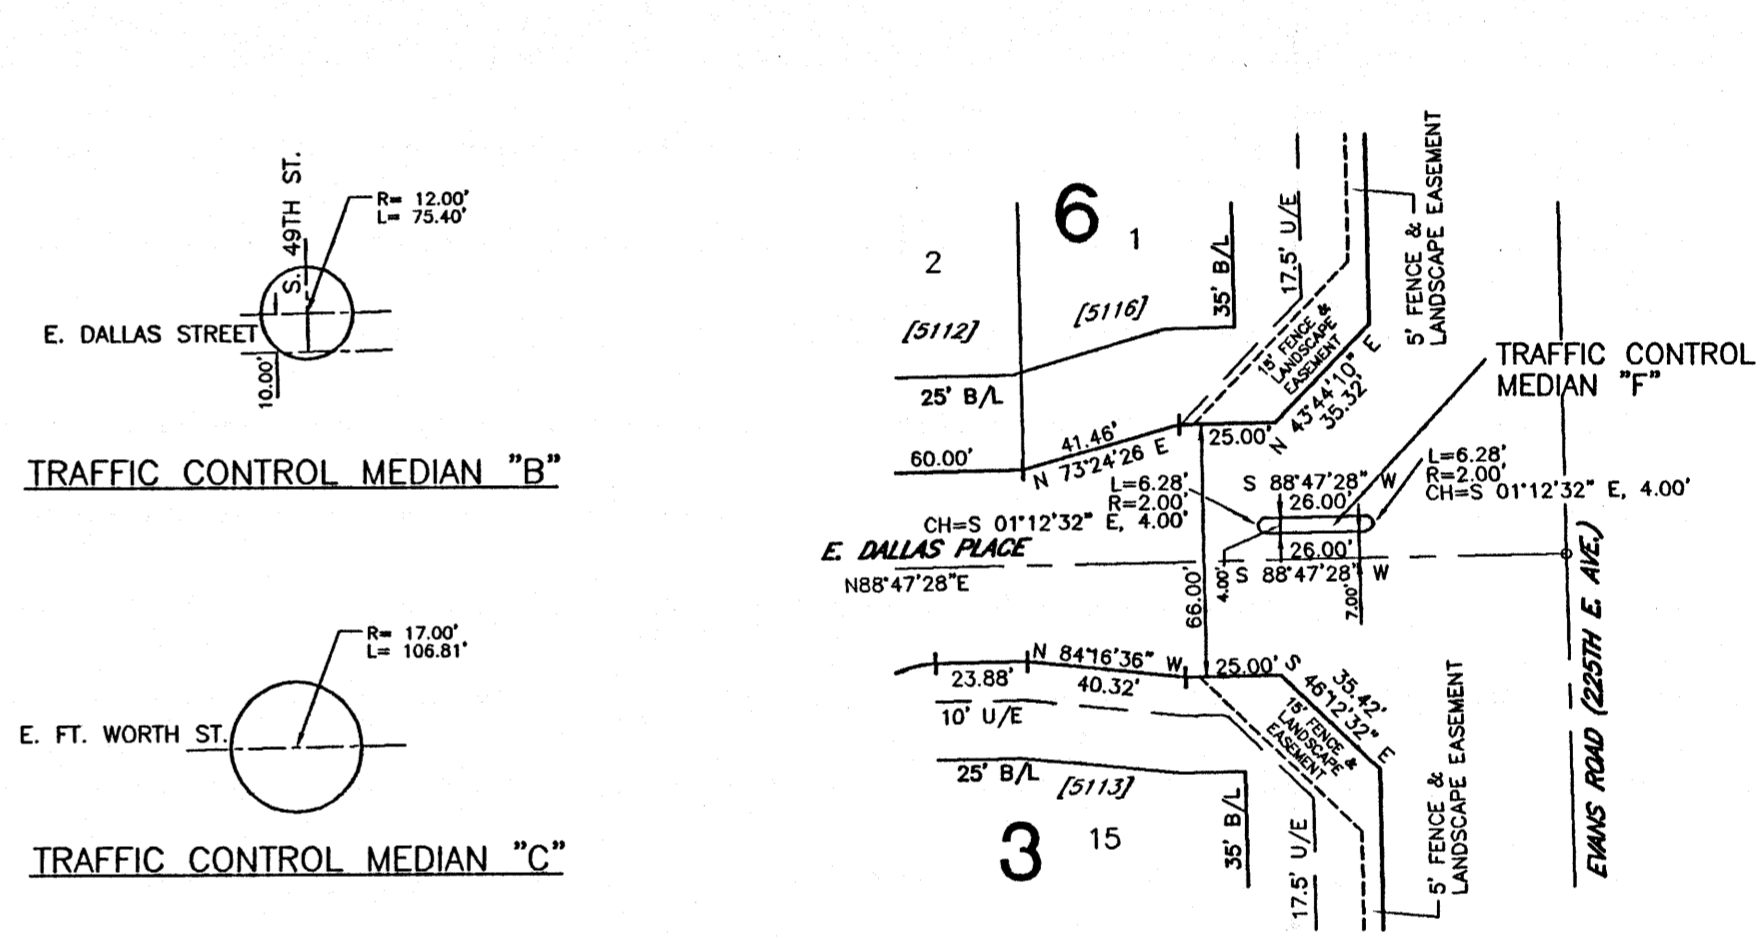 S. 49TH ST.
R= 12.00'
L= 75.40'
E. DALLAS STREET
10.00'
TRAFFIC CONTROL MEDIAN "B"
R= 17.00'
L= 106.81'
E. FT. WORTH ST.
TRAFFIC CONTROL MEDIAN "C"
6
2
1
[5112]
[5116]
35' B/L
17.5' U/E
5' FENCE &
LANDSCAPE EASEMENT
15' FENCE &
LANDSCAPE
EASEMENT
25' B/L
60.00'
41.46'
N 73°24'26 E
25.00'
N 43°44'10" E
35.32'
TRAFFIC CONTROL
MEDIAN "F"
L=6.28'
R=2.00'
CH=S 01°12'32" E, 4.00'
S 88°47'28" W
26.00'
L=6.28'
R=2.00'
CH=S 01°12'32" E, 4.00'
E. DALLAS PLACE
N88°47'28"E
26.00'
S 88°47'28" W
4.00'
7.00'
66.00'
EVANS ROAD (225TH E. AVE.)
N 84°16'36" W
23.88'
40.32'
25.00'
S 46°12'32" E
35.42'
15' FENCE &
LANDSCAPE
EASEMENT
10' U/E
25' B/L
[5113]
3
15
35' B/L
17.5' U/E
5' FENCE &
LANDSCAPE EASEMENT